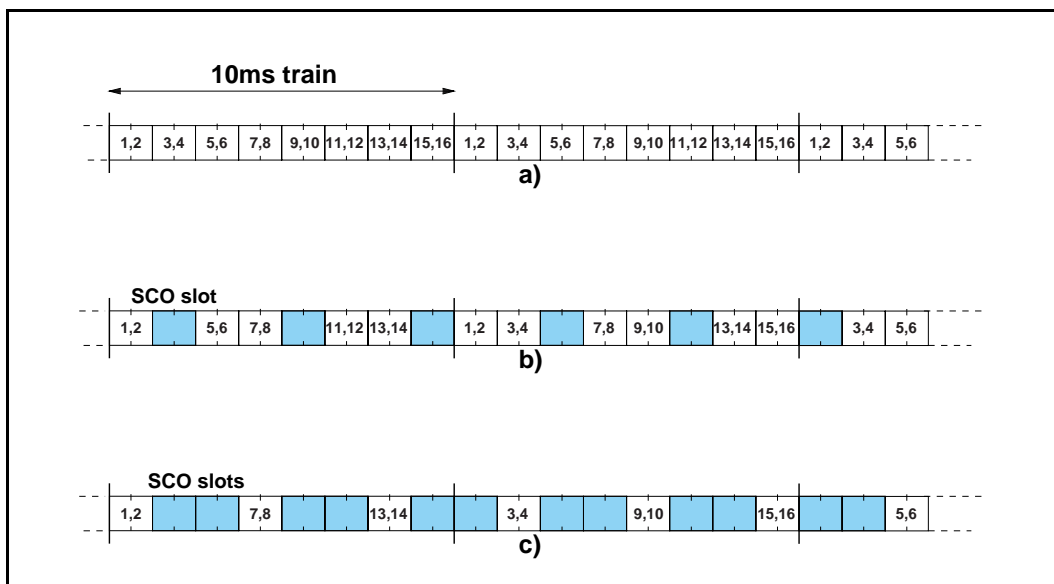 10ms train
1,2 3,4 5,6 7,8 9,10 11,12 13,14 15,16 1,2 3,4 5,6 7,8 9,10 11,12 13,14 15,16 1,2 3,4 5,6
a)
SCO slot
1,2 5,6 7,8 11,12 13,14 1,2 3,4 7,8 9,10 13,14 15,16 3,4 5,6
b)
SCO slots
1,2 7,8 13,14 3,4 9,10 15,16 5,6
c)